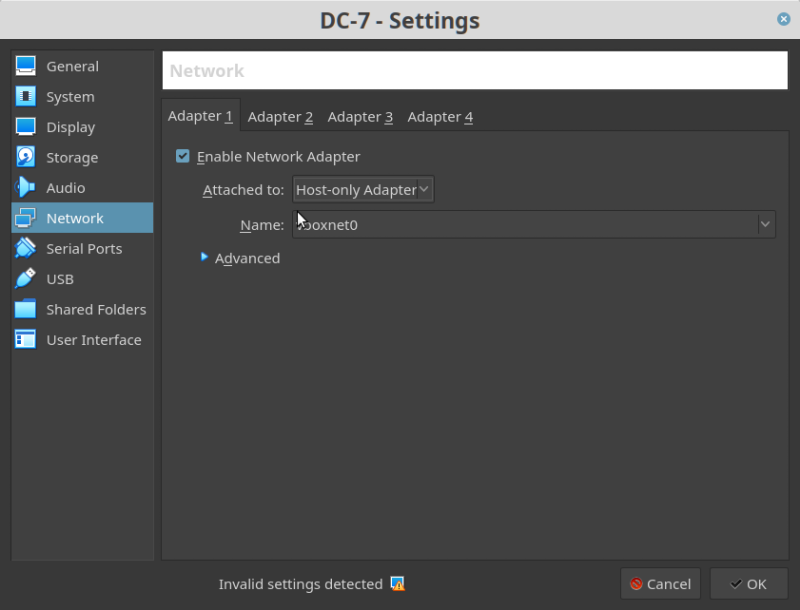 DC-7 - Settings
General
System
Display
Storage
Audio
Network
Serial Ports
USB
Shared Folders
User Interface
Network
Adapter 1 Adapter 2 Adapter 3 Adapter 4
Enable Network Adapter
Attached to: Host-only Adapter
Name: vboxnet0
Advanced
Invalid settings detected
Cancel OK